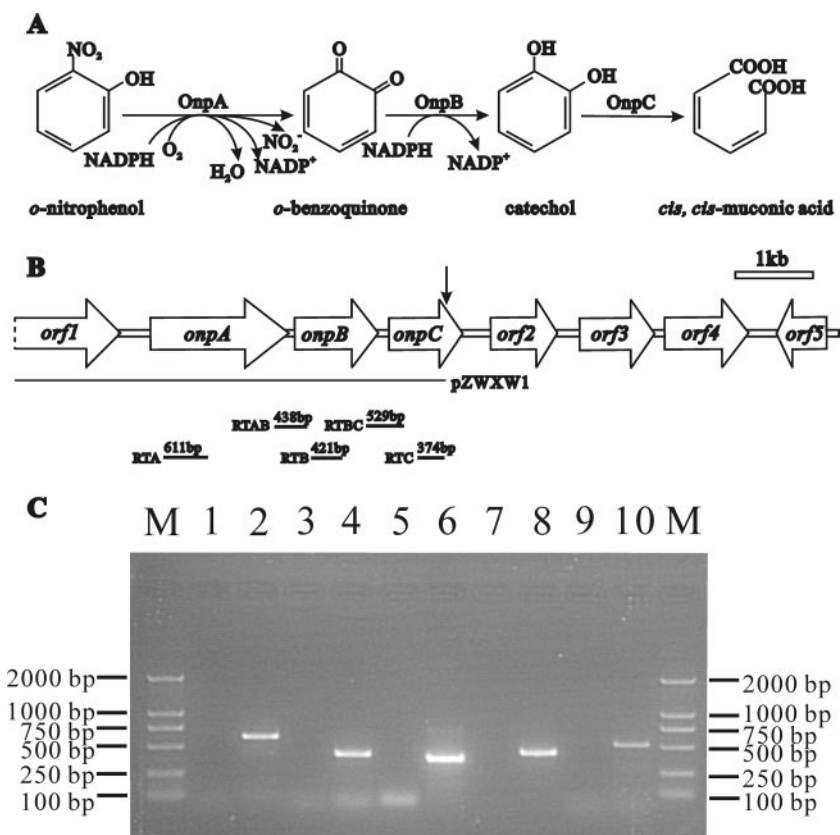 A
NO₂
OH
OnpA
NADPH
O₂
H₂O
NADP⁺
NO₂⁻
O
O
OnpB
NADPH
NADP⁺
OH
OH
OnpC
COOH
COOH
o-nitrophenol
o-benzoquinone
catechol
cis, cis-muconic acid
B
1kb
orf1
onpA
onpB
onpC
orf2
orf3
orf4
orf5
pZWXW1
RTAB 438bp
RTBC 529bp
RTA 611bp
RTB 421bp
RTC 374bp
C
M 1 2 3 4 5 6 7 8 9 10 M
2000 bp
1000 bp
750 bp
500 bp
250 bp
100 bp
2000 bp
1000 bp
750 bp
500 bp
250 bp
100 bp